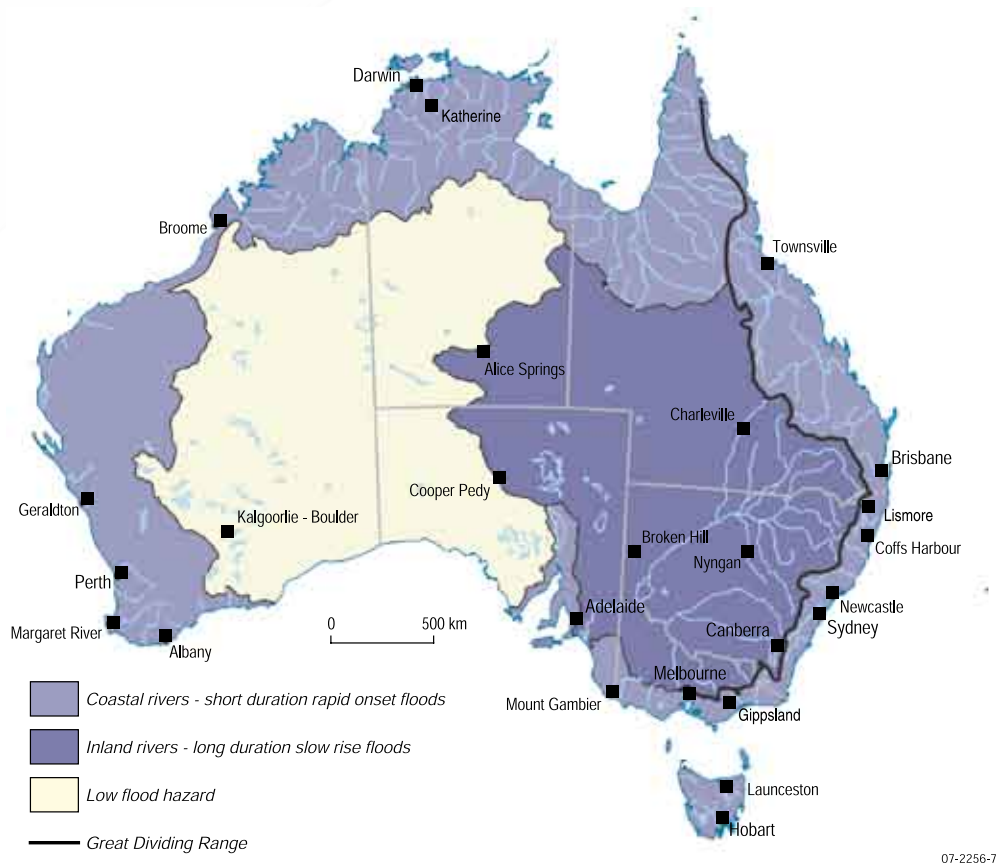 Darwin
Katherine
Broome
Townsville
Alice Springs
Charleville
Brisbane
Cooper Pedy
Geraldton
Lismore
Kalgoorlie - Boulder
Broken Hill
Coffs Harbour
Nyngan
Perth
Newcastle
Adelaide
0 500 km
Sydney
Margaret River
Canberra
Albany
Melbourne
Mount Gambier
Gippsland
Coastal rivers - short duration rapid onset floods
Inland rivers - long duration slow rise floods
Launceston
Low flood hazard
Hobart
Great Dividing Range
07-2256-7